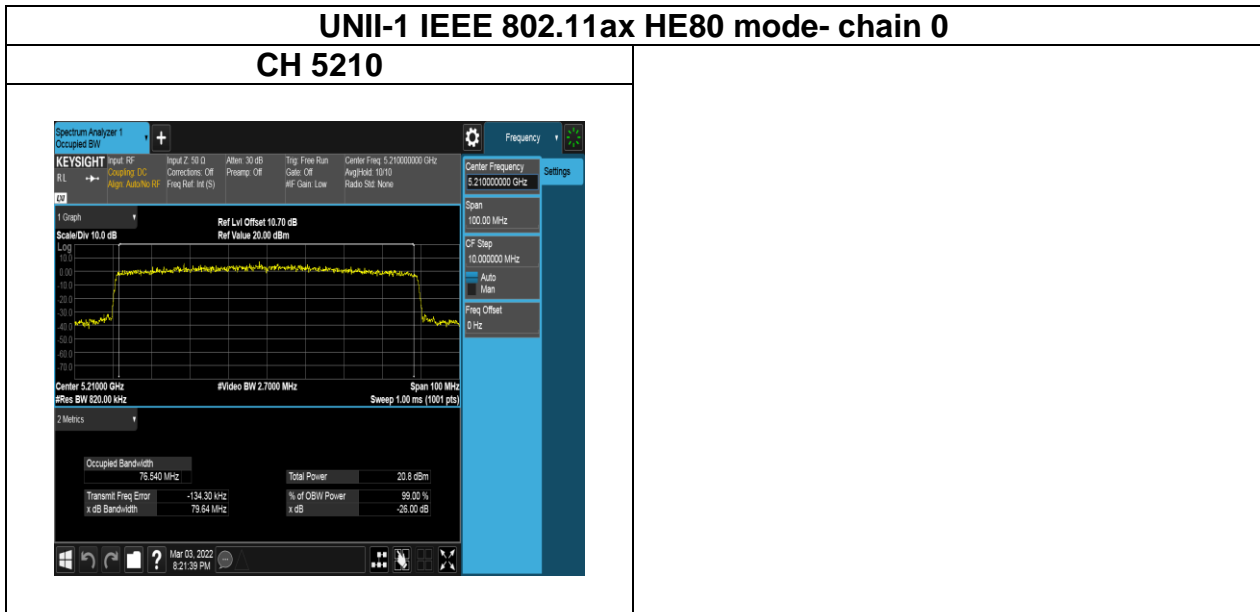 UNII-1 IEEE 802.11ax HE80 mode- chain 0
CH 5210
Spectrum Analyzer 1
Occupied BW
+
Frequency
KEYSIGHT
R L
LXI
Input: RF
Coupling: DC
Align: Auto/No RF
Input Z: 50 Ω
Corrections: Off
Freq Ref: Int (S)
Atten: 30 dB
Preamp: Off
Trig: Free Run
Gate: Off
#IF Gain: Low
Center Freq: 5.210000000 GHz
Avg|Hold: 10/10
Radio Std: None
Center Frequency
5.210000000 GHz
Settings
Span
100.00 MHz
CF Step
10.000000 MHz
Auto
Man
Freq Offset
0 Hz
1 Graph
Scale/Div 10.0 dB
Ref Lvl Offset 10.70 dB
Ref Value 20.00 dBm
Log
10.0
0.00
-10.0
-20.0
-30.0
-40.0
-50.0
-60.0
-70.0
Center 5.21000 GHz
#Video BW 2.7000 MHz
Span 100 MHz
#Res BW 820.00 kHz
Sweep 1.00 ms (1001 pts)
2 Metrics
Occupied Bandwidth
76.540 MHz
Total Power 20.8 dBm
Transmit Freq Error -134.30 kHz
% of OBW Power 99.00 %
x dB Bandwidth 79.64 MHz
x dB -26.00 dB
?
Mar 03, 2022
8:21:39 PM